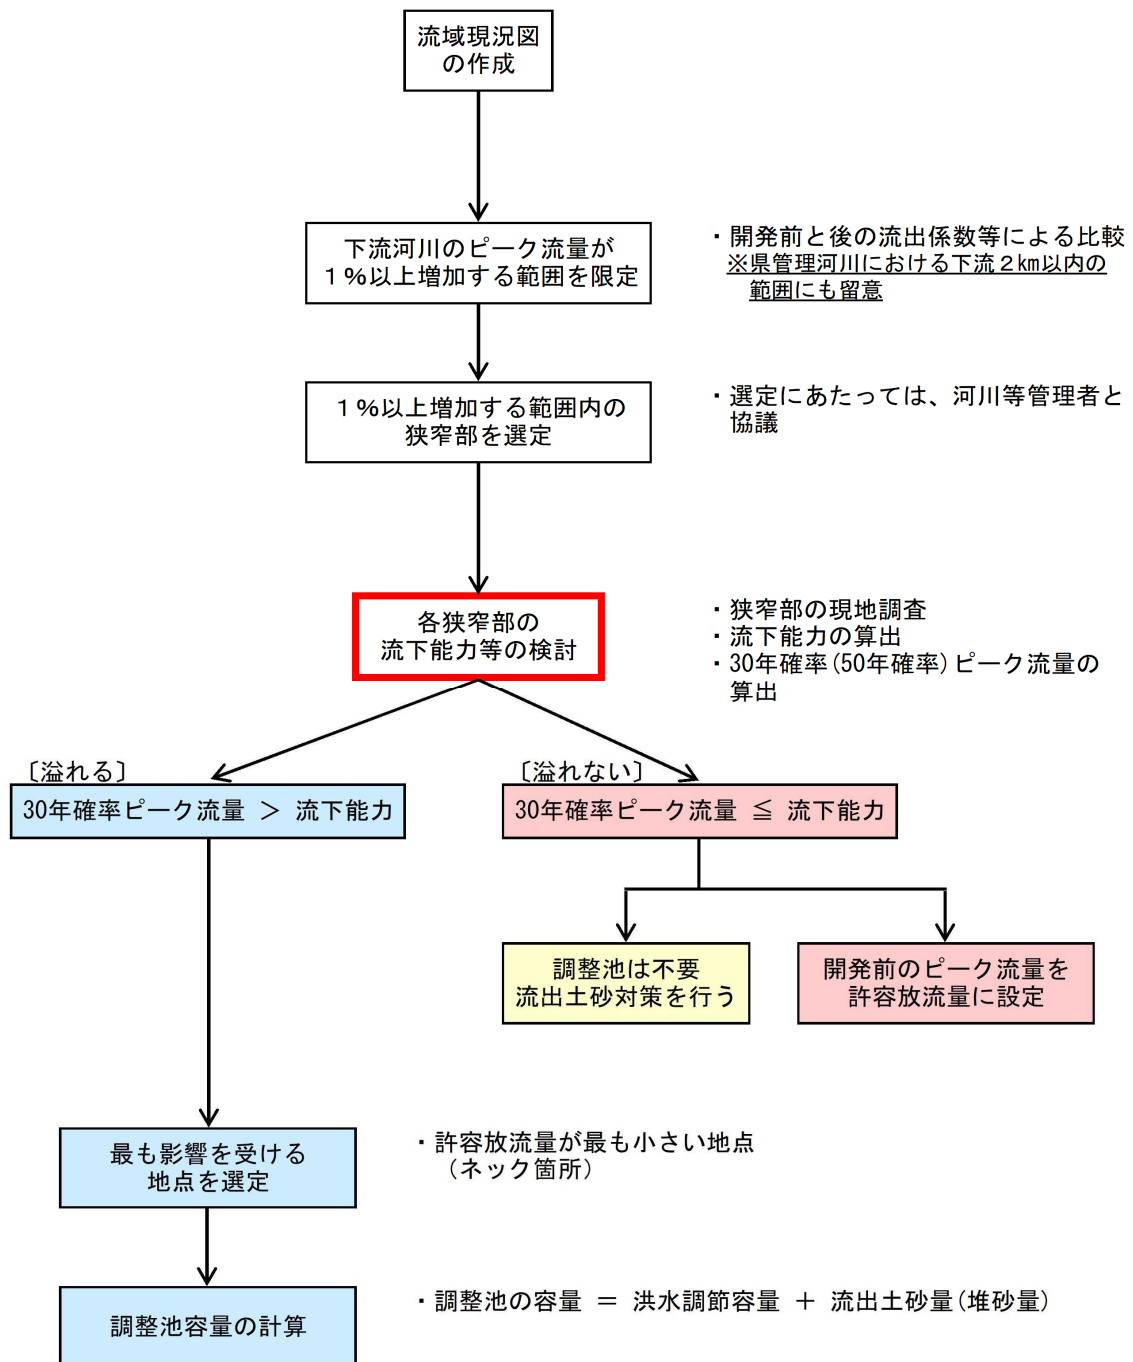 流域現況図
の作成
下流河川のピーク流量が
１％以上増加する範囲を限定
・開発前と後の流出係数等による比較
※県管理河川における下流２km以内の
範囲にも留意
１％以上増加する範囲内の
狭窄部を選定
・選定にあたっては、河川等管理者と
協議
各狭窄部の
流下能力等の検討
・狭窄部の現地調査
・流下能力の算出
・30年確率(50年確率)ピーク流量の
算出
〔溢れる〕
30年確率ピーク流量 ＞ 流下能力
〔溢れない〕
30年確率ピーク流量 ≦ 流下能力
調整池は不要
流出土砂対策を行う
開発前のピーク流量を
許容放流量に設定
最も影響を受ける
地点を選定
・許容放流量が最も小さい地点
（ネック箇所）
調整池容量の計算
・調整池の容量 ＝ 洪水調節容量 ＋ 流出土砂量(堆砂量)